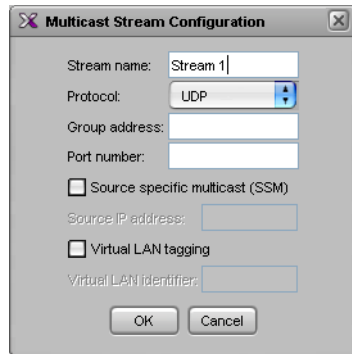 Multicast Stream Configuration
Stream name: Stream 1
Protocol: UDP
Group address:
Port number:
Source specific multicast (SSM)
Source IP address:
Virtual LAN tagging
Virtual LAN identifier:
OK Cancel